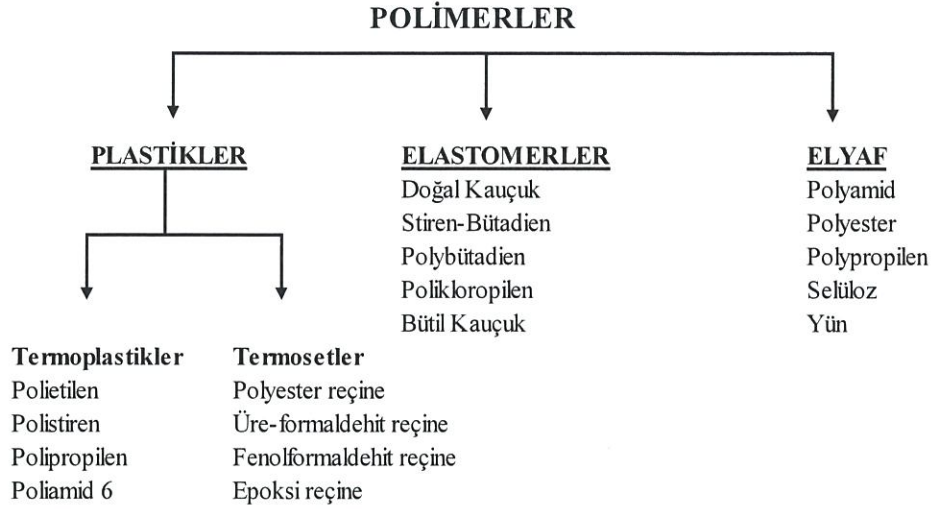 POLİMERLER
PLASTİKLER
ELASTOMERLER
Doğal Kauçuk
Stiren-Bütadien
Polybütadien
Polikloropilen
Bütil Kauçuk
ELYAF
Polyamid
Polyester
Polypropilen
Selüloz
Yün
Termoplastikler
Polietilen
Polistiren
Polipropilen
Poliamid 6
Termosetler
Polyester reçine
Üre-formaldehit reçine
Fenolformaldehit reçine
Epoksi reçine